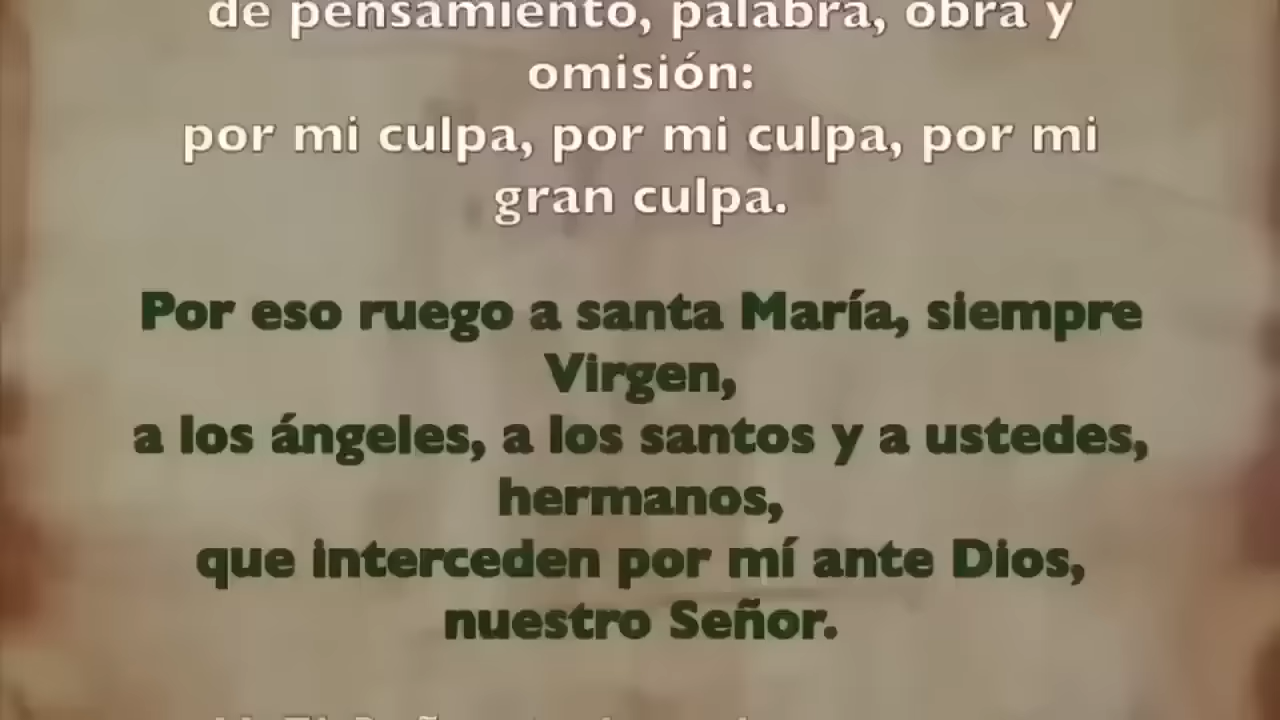 de pensamiento, palabra, obra y
omisión:
por mi culpa, por mi culpa, por mi
gran culpa.
Por eso ruego a santa María, siempre
Virgen,
a los ángeles, a los santos y a ustedes,
hermanos,
que interceden por mí ante Dios,
nuestro Señor.